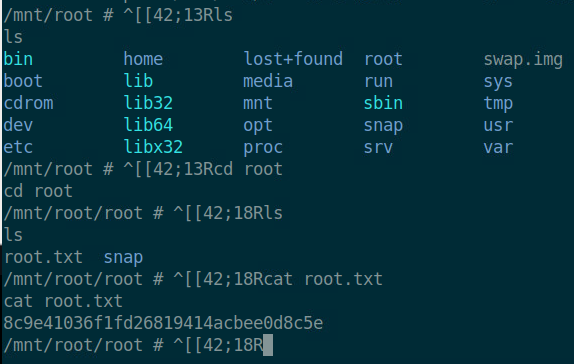 /mnt/root # ^[[42;13Rls
ls
bin home lost+found root swap.img
boot lib media run sys
cdrom lib32 mnt sbin tmp
dev lib64 opt snap usr
etc libx32 proc srv var
/mnt/root # ^[[42;13Rcd root
cd root
/mnt/root/root # ^[[42;18Rls
ls
root.txt snap
/mnt/root/root # ^[[42;18Rcat root.txt
cat root.txt
8c9e41036f1fd26819414acbee0d8c5e
/mnt/root/root # ^[[42;18R